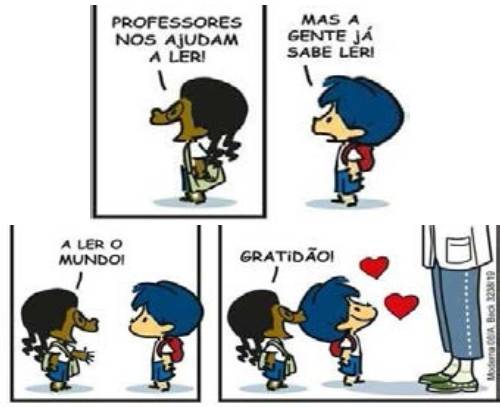 PROFESSORES
NOS AJUDAM
A LER!
MAS A
GENTE JÁ
SABE LER!
A LER O
MUNDO!
GRATIDÃO!